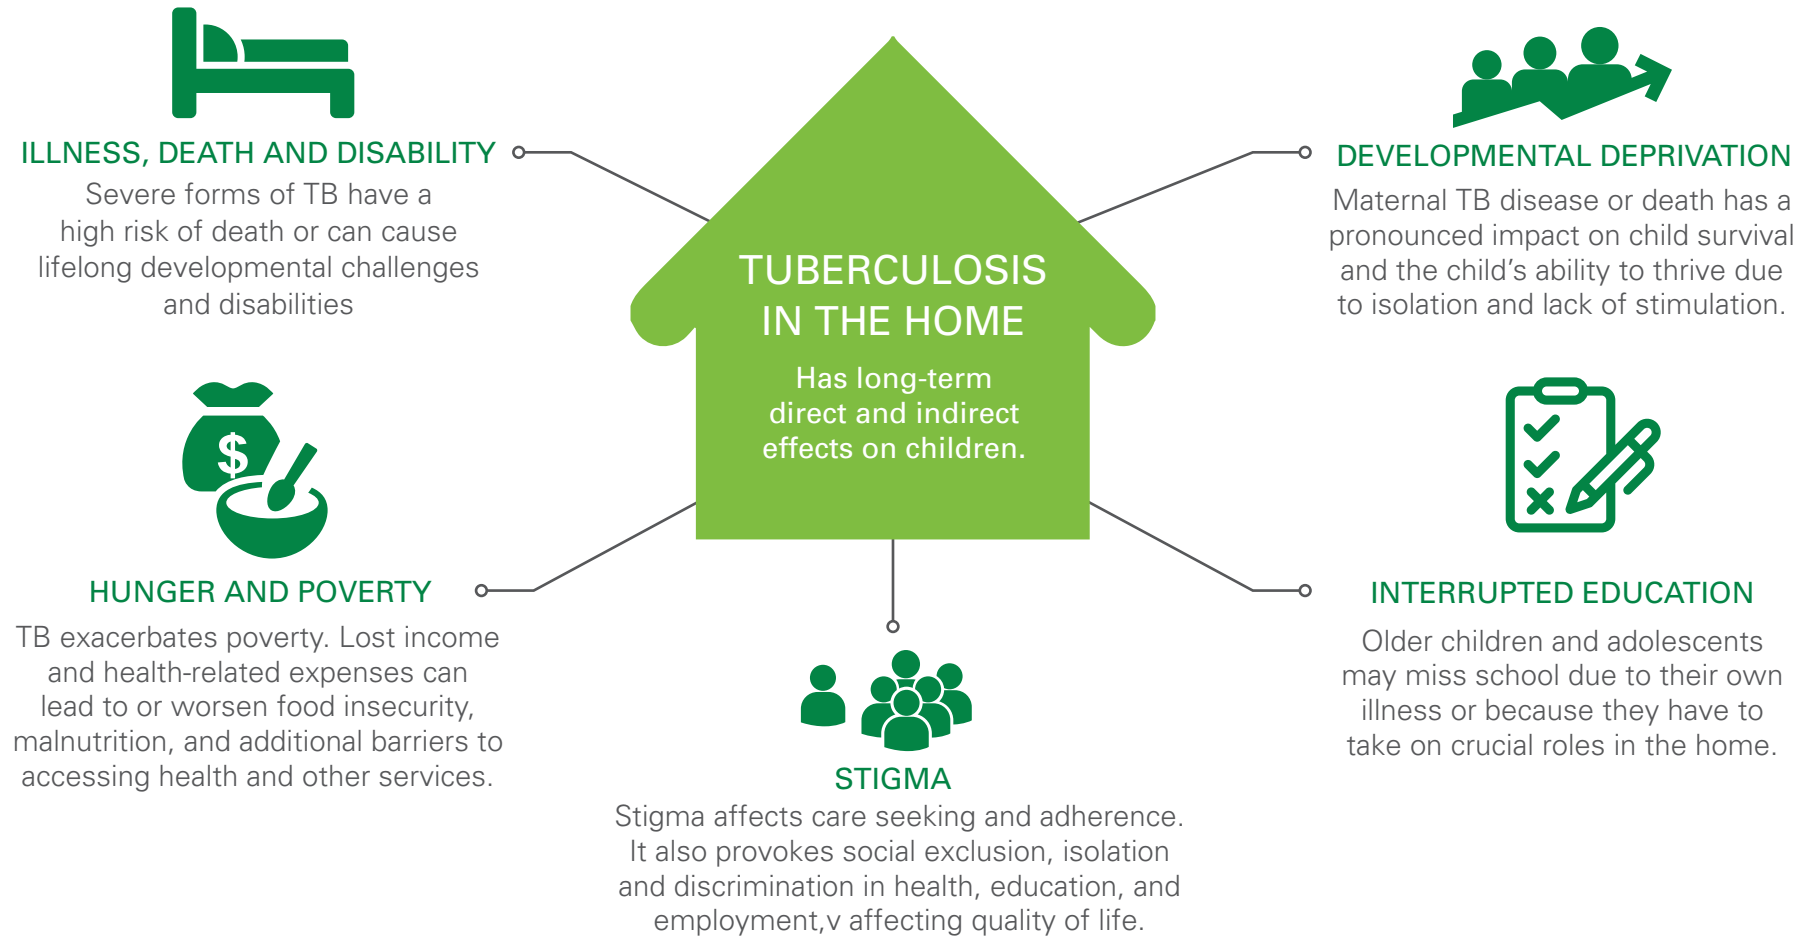 ILLNESS, DEATH AND DISABILITY
Severe forms of TB have a
high risk of death or can cause
lifelong developmental challenges
and disabilities
DEVELOPMENTAL DEPRIVATION
Maternal TB disease or death has a
pronounced impact on child survival
and the child’s ability to thrive due
to isolation and lack of stimulation.
TUBERCULOSIS
IN THE HOME
Has long-term
direct and indirect
effects on children.
$
HUNGER AND POVERTY
TB exacerbates poverty. Lost income
and health-related expenses can
lead to or worsen food insecurity,
malnutrition, and additional barriers to
accessing health and other services.
INTERRUPTED EDUCATION
Older children and adolescents
may miss school due to their own
illness or because they have to
take on crucial roles in the home.
STIGMA
Stigma affects care seeking and adherence.
It also provokes social exclusion, isolation
and discrimination in health, education, and
employment,v affecting quality of life.